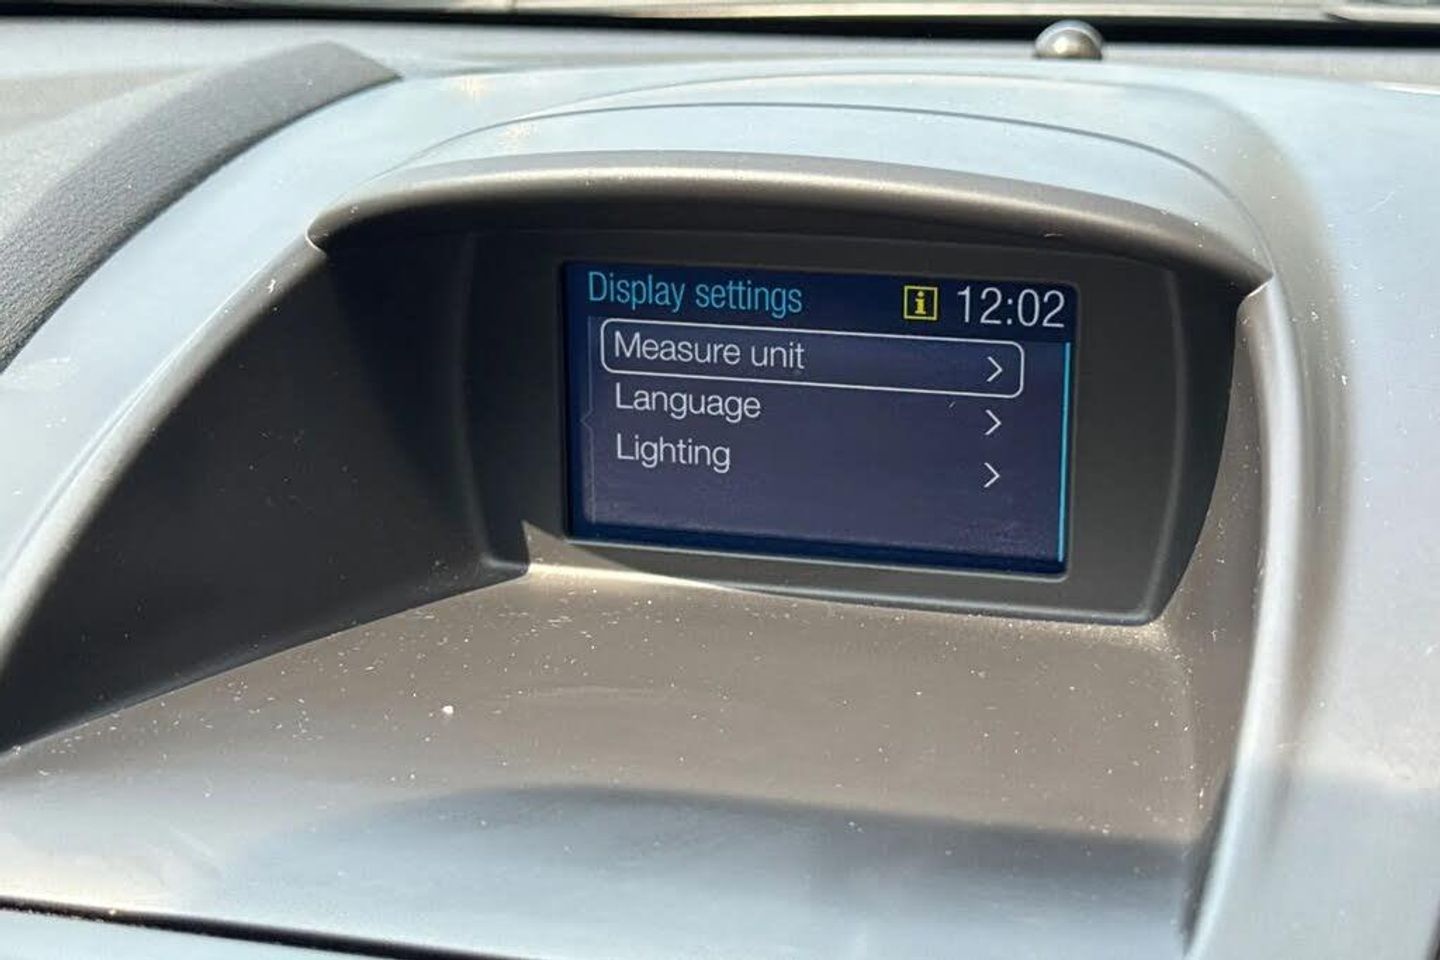 Display settings i 12:02
Measure unit
Language
Lighting